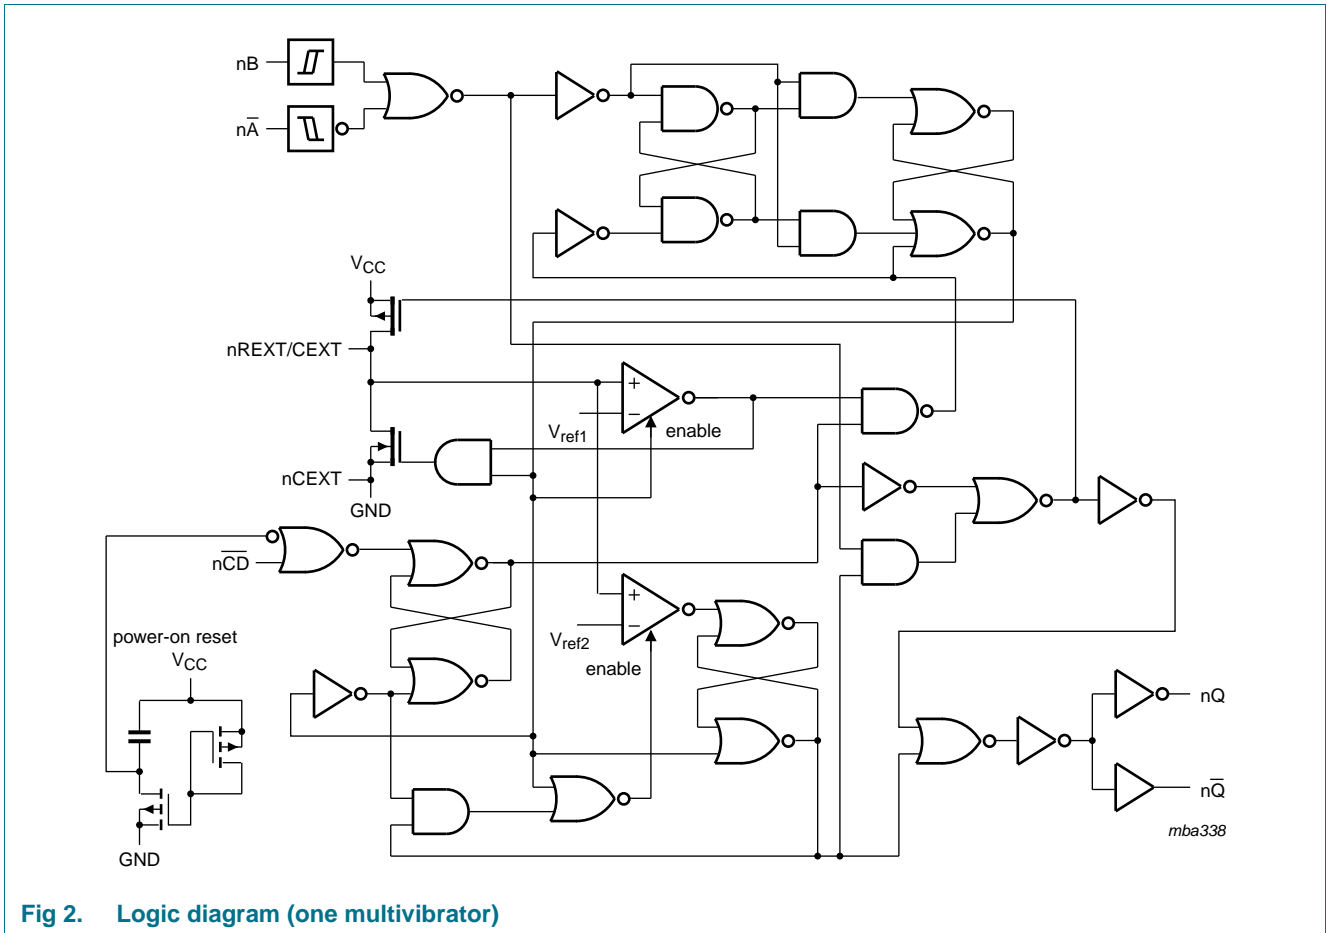 nB
nA̅
VCC
nREXT/CEXT
+
−
Vref1
enable
nCEXT
GND
nC̅D̅
+
−
Vref2
enable
power-on reset
VCC
GND
nQ
nQ̅
mba338
Fig 2. Logic diagram (one multivibrator)